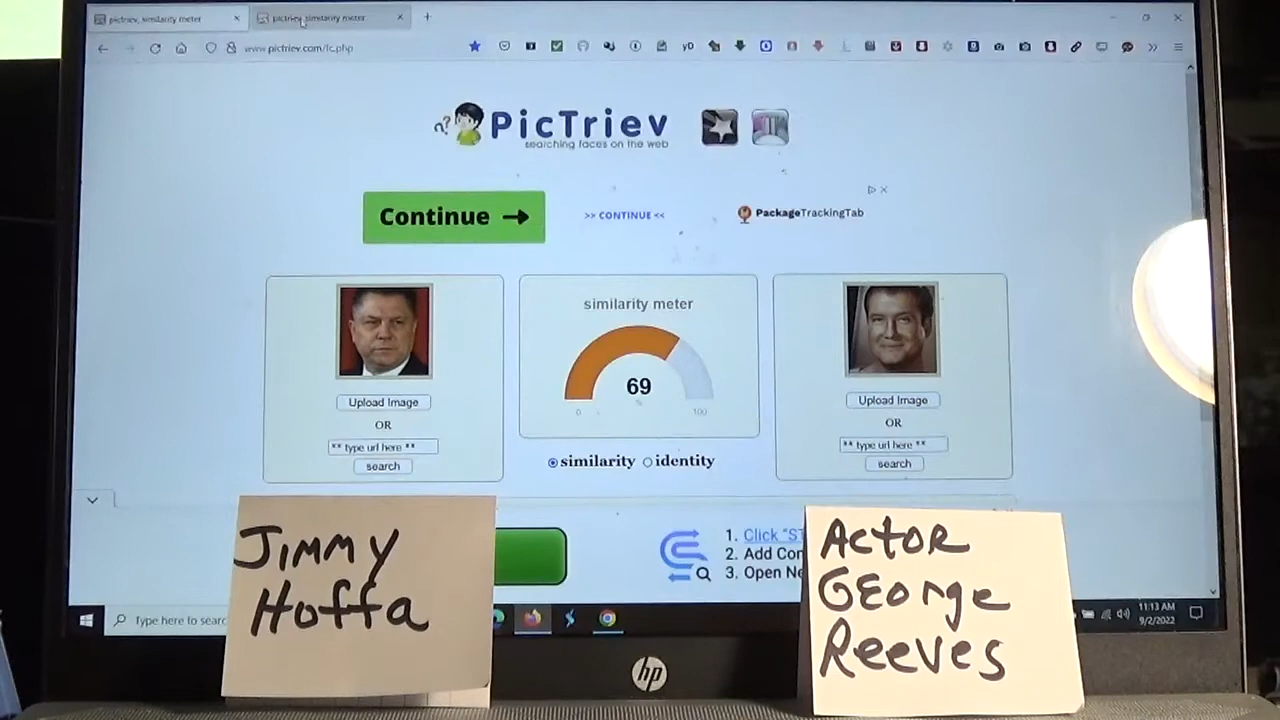 pictriev, similarity meter
pictriev, similarity meter
www.pictriev.com/fc.php
PicTriev
searching faces on the web
Continue →
>> CONTINUE <<
PackageTrackingTab
similarity meter
69
%
0
100
Upload Image
OR
** type url here **
search
Upload Image
OR
** type url here **
search
similarity identity
1. Click "ST
2. Add Con
3. Open Ne
JIMMY
Hoffa
ACTOR
GEorge
Reeves
Type here to searc
11:13 AM
9/2/2022
hp